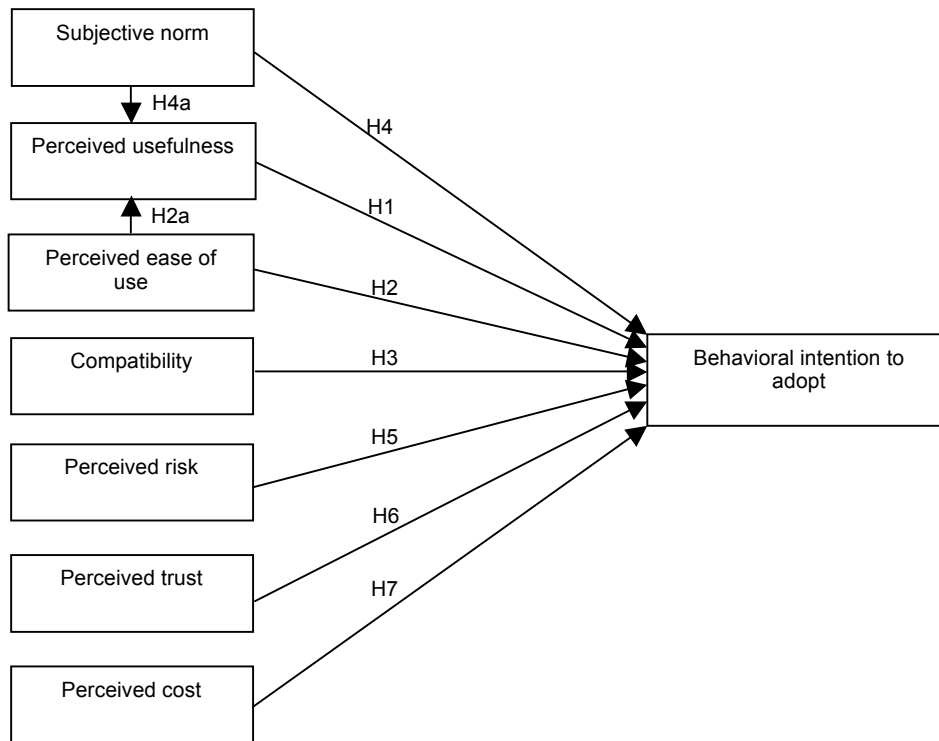 Subjective norm
H4a
H4
Perceived usefulness
H1
H2a
Perceived ease of
use
H2
Compatibility
H3
Behavioral intention to
adopt
Perceived risk
H5
H6
Perceived trust
H7
Perceived cost